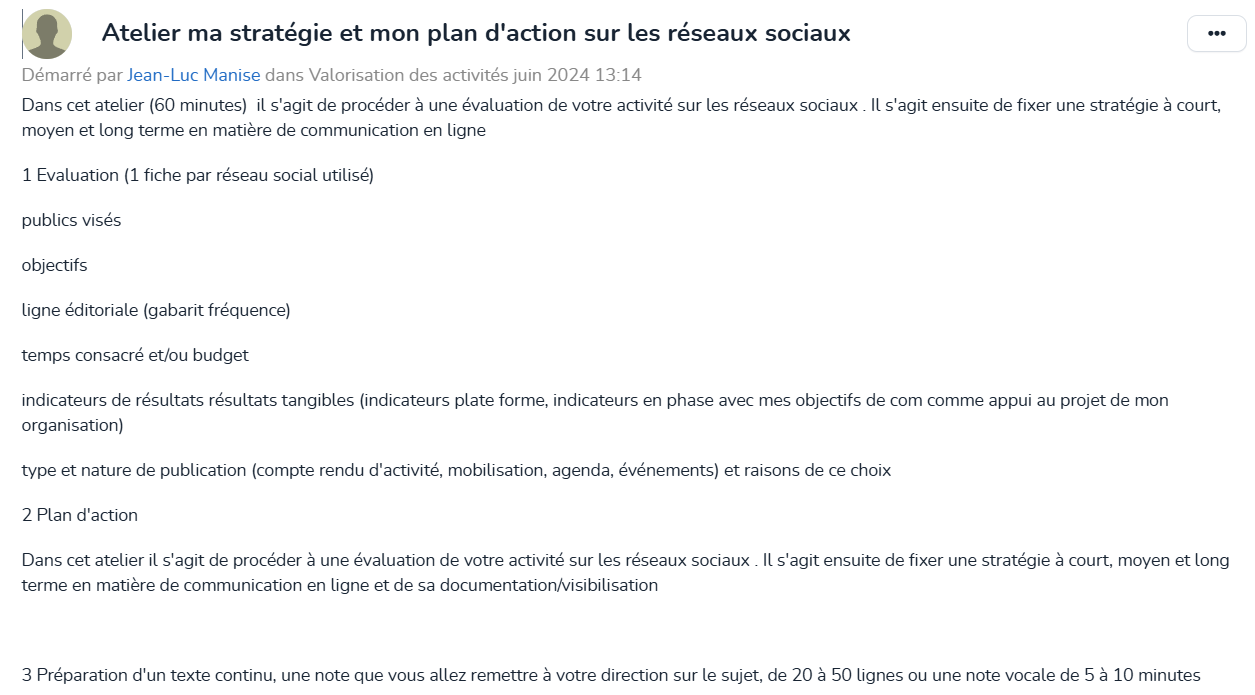 Atelier ma stratégie et mon plan d'action sur les réseaux sociaux
Démarré par Jean-Luc Manise dans Valorisation des activités juin 2024 13:14
Dans cet atelier (60 minutes)  il s'agit de procéder à une évaluation de votre activité sur les réseaux sociaux . Il s'agit ensuite de fixer une stratégie à court,
moyen et long terme en matière de communication en ligne
1 Evaluation (1 fiche par réseau social utilisé)
publics visés
objectifs
ligne éditoriale (gabarit fréquence)
temps consacré et/ou budget
indicateurs de résultats résultats tangibles (indicateurs plate forme, indicateurs en phase avec mes objectifs de com comme appui au projet de mon
organisation)
type et nature de publication (compte rendu d'activité, mobilisation, agenda, événements) et raisons de ce choix
2 Plan d'action
Dans cet atelier il s'agit de procéder à une évaluation de votre activité sur les réseaux sociaux . Il s'agit ensuite de fixer une stratégie à court, moyen et long
terme en matière de communication en ligne et de sa documentation/visibilisation
3 Préparation d'un texte continu, une note que vous allez remettre à votre direction sur le sujet, de 20 à 50 lignes ou une note vocale de 5 à 10 minutes